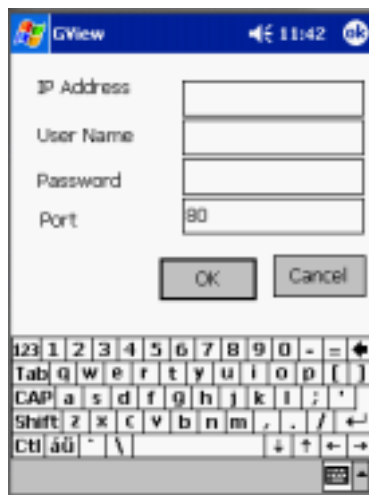 GView 11:42 ok
IP Address
User Name
Password
Port 80
OK Cancel
123 1 2 3 4 5 6 7 8 9 0 - =
Tab q w e r t y u i o p [ ]
CAP a s d f g h j k l ; '
Shift z x c v b n m , . /
Ctl áü ` \